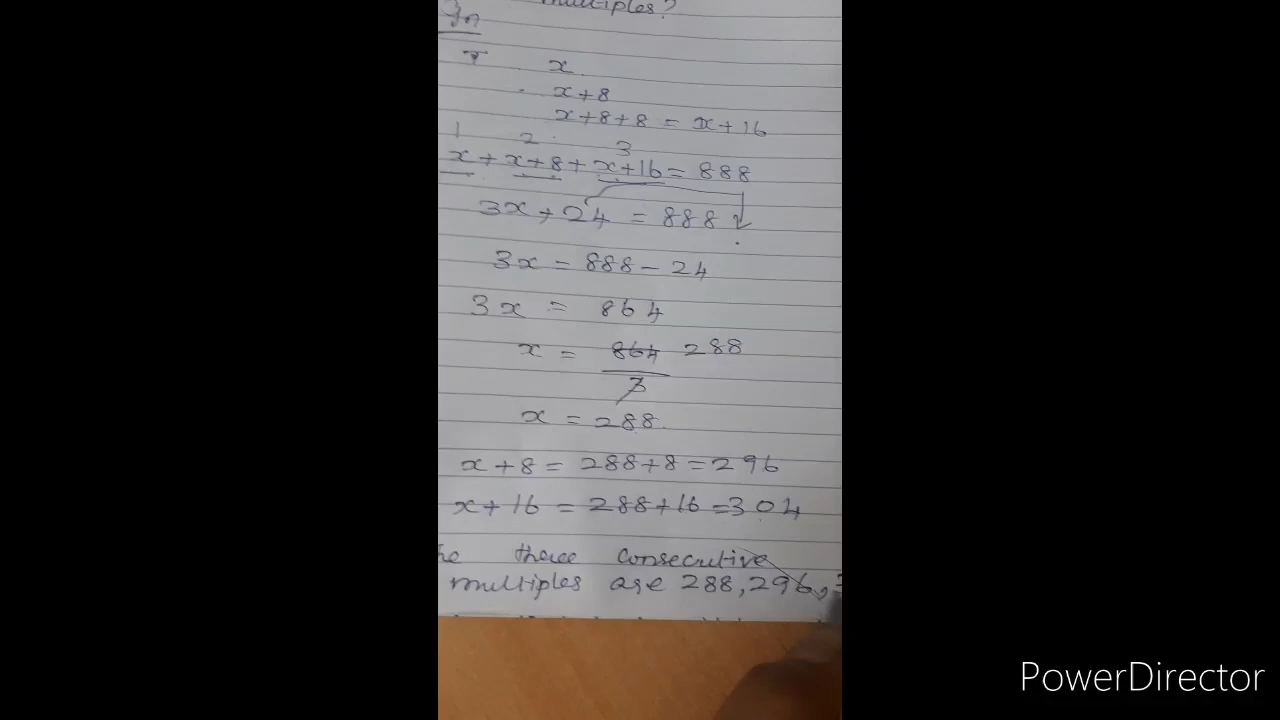 multiples?
x
x+8
x+8+8 = x+16
1 2 3
x + x+8 + x+16 = 888
3x + 24 = 888
3x = 888 - 24
3x = 864
x = 864 288
3
x = 288
x+8 = 288+8 = 296
x+16 = 288+16 = 304
three consecutive
multiples are 288, 296, 3
PowerDirector